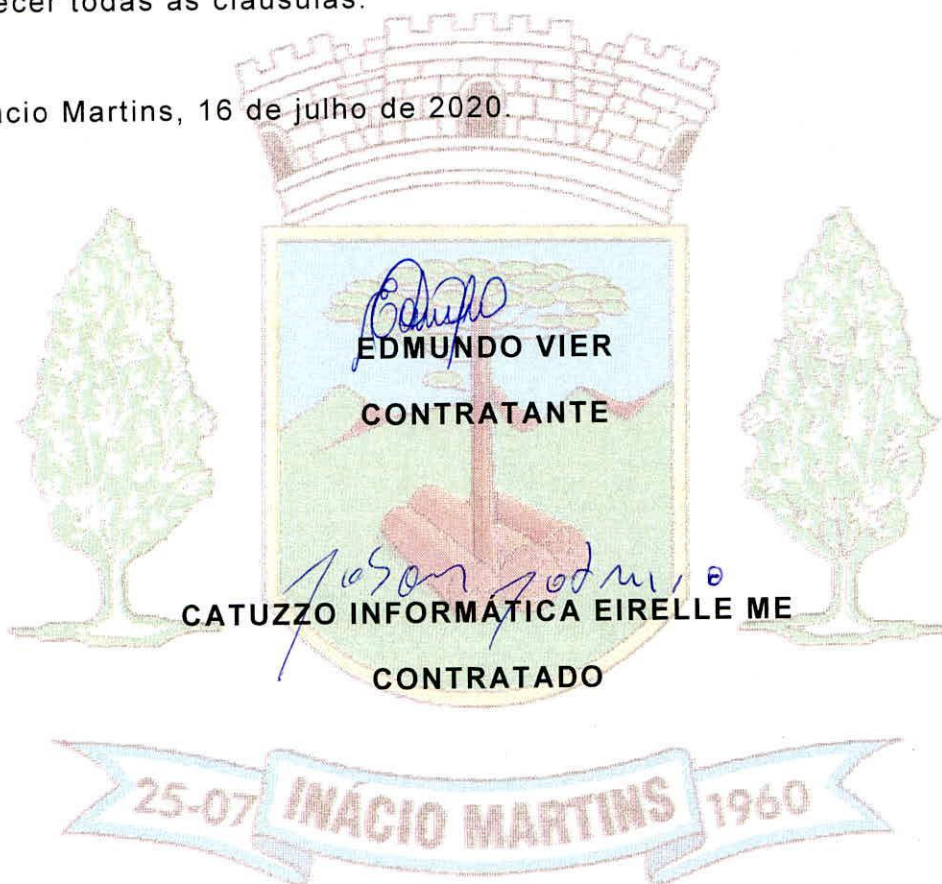 ecer todas as cláusulas.
ácio Martins, 16 de julho de 2020.
EDMUNDO VIER
CONTRATANTE
CATUZZO INFORMÁTICA EIRELLE ME
CONTRATADO
25-07 INÁCIO MARTINS 1960